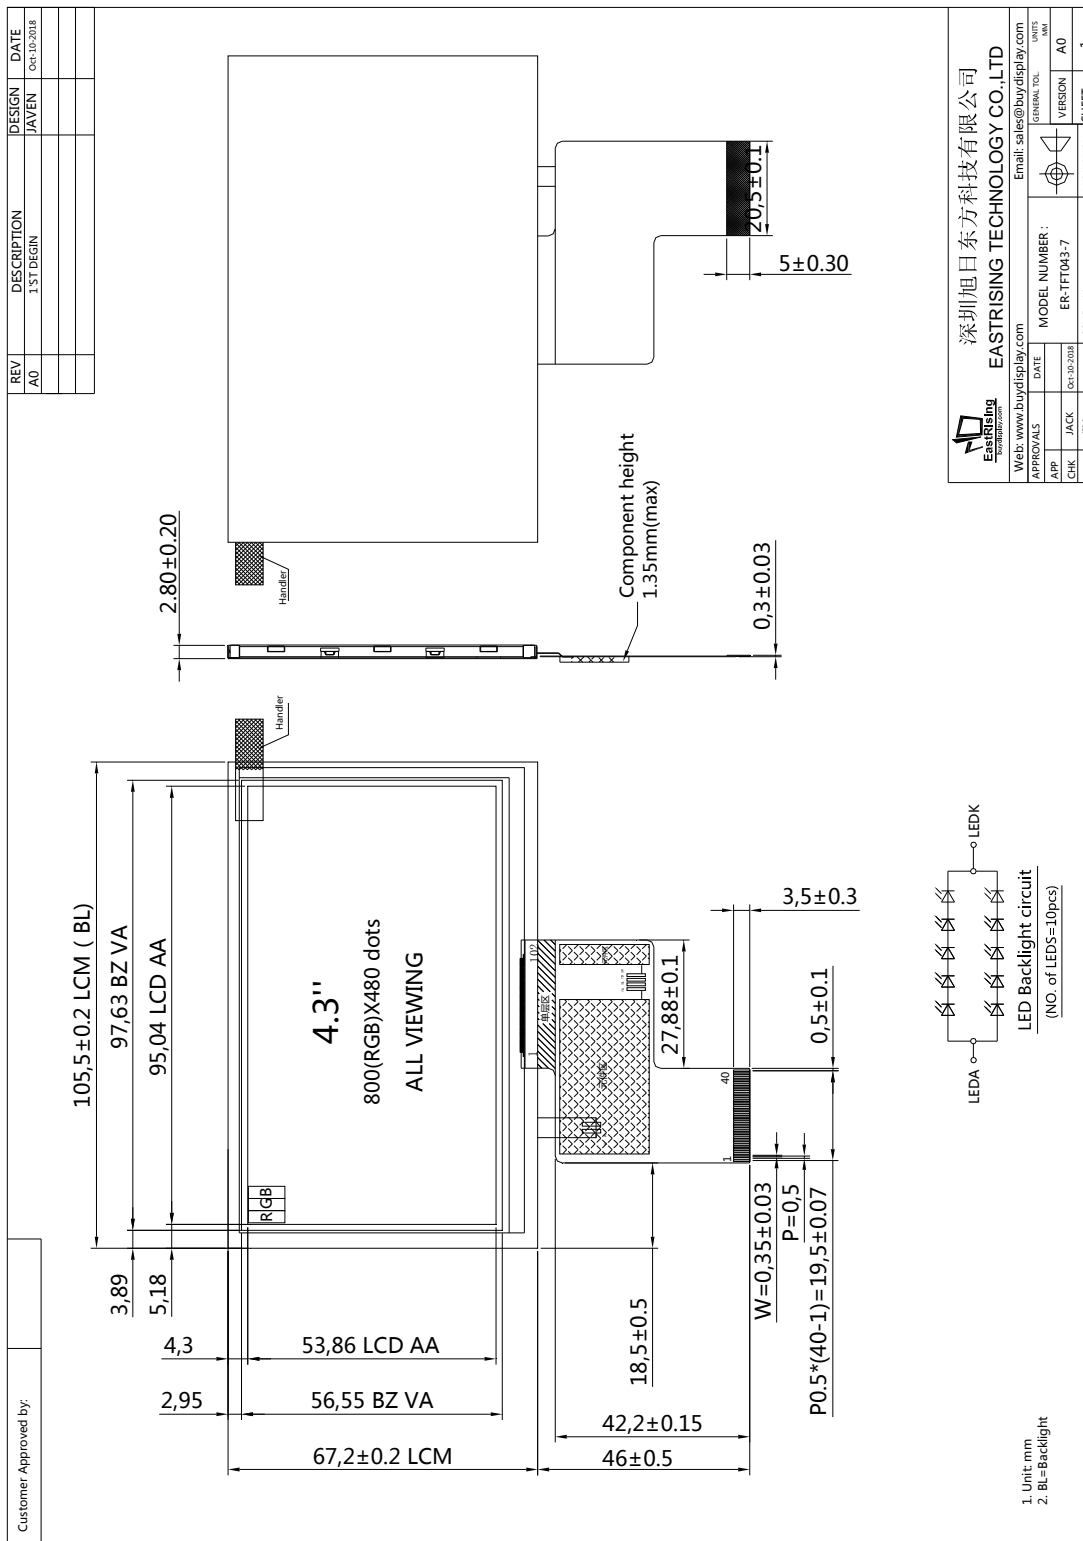 Customer Approved by:
REV
DESCRIPTION
DESIGN
DATE
A0
1'ST DEGIN
JAVEN
Oct-10-2018
105,5±0.2 LCM ( BL)
97,63 BZ VA
95,04 LCD AA
3,89
5,18
4,3
53,86 LCD AA
2,95
56,55 BZ VA
67,2±0.2 LCM
42,2±0.15
46±0.5
RGB
4.3''
800(RGB)X480 dots
ALL VIEWING
Handler
1
102
单层区
27,88±0.1
3,5±0.3
1
40
0,5±0.1
18,5±0.5
W=0,35±0.03
P=0,5
P0.5*(40-1)=19,5±0.07
2.80±0.20
Component height
1.35mm(max)
0,3±0.03
Handler
20,5±0.1
5±0.30
LEDA
LEDK
LED Backlight circuit
(NO. of LEDS=10pcs)
1. Unit: mm
2. BL=Backlight
EastRising
buydisplay.com
深圳旭日东方科技有限公司
EASTRISING TECHNOLOGY CO.,LTD
Web: www.buydisplay.com
Email: sales@buydisplay.com
APPROVALS
DATE
MODEL NUMBER :
GENERAL TOL.
UNITS
MM
APP
ER-TFT043-7
VERSION
A0
CHK
JACK
Oct-10-2018